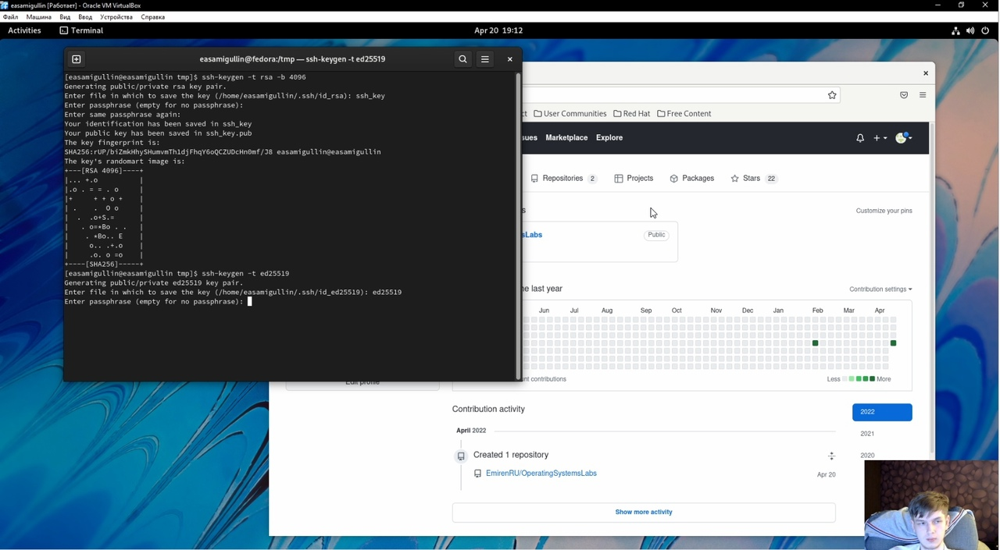 easamigullin [Работает] - Oracle VM VirtualBox
Файл Машина Вид Ввод Устройства Справка
Activities Terminal Apr 20 19:12
easamigullin@fedora:/tmp — ssh-keygen -t ed25519
[easamigullin@easamigullin tmp]$ ssh-keygen -t rsa -b 4096
Generating public/private rsa key pair.
Enter file in which to save the key (/home/easamigullin/.ssh/id_rsa): ssh_key
Enter passphrase (empty for no passphrase):
Enter same passphrase again:
Your identification has been saved in ssh_key
Your public key has been saved in ssh_key.pub
The key fingerprint is:
SHA256:rUP/biZmkHhySHumvmTh1djFhqY6oQCZUDcHn0mf/J8 easamigullin@easamigullin
The key's randomart image is:
+---[RSA 4096]----+
|... +.o          |
|.o . = = . o     |
|+     + + o +    |
| .    .  O o     |
|  .  .o+S.=      |
|   . o=*Bo . .   |
|    . *Bo.. E    |
|     o.. .+.o    |
|     .o. o =o    |
+----[SHA256]-----+
[easamigullin@easamigullin tmp]$ ssh-keygen -t ed25519
Generating public/private ed25519 key pair.
Enter file in which to save the key (/home/easamigullin/.ssh/id_ed25519): ed25519
Enter passphrase (empty for no passphrase):
ct User Communities Red Hat Free Content
sues Marketplace Explore
Repositories 2 Projects Packages Stars 22
s Customize your pins
sLabs Public
ne last year Contribution settings
Jun Jul Aug Sep Oct Nov Dec Jan Feb Mar Apr
unt contributions Less More
Edit profile
Contribution activity 2022
April 2022 2021
Created 1 repository 2020
EmirenRU/OperatingSystemsLabs Apr 20
Show more activity